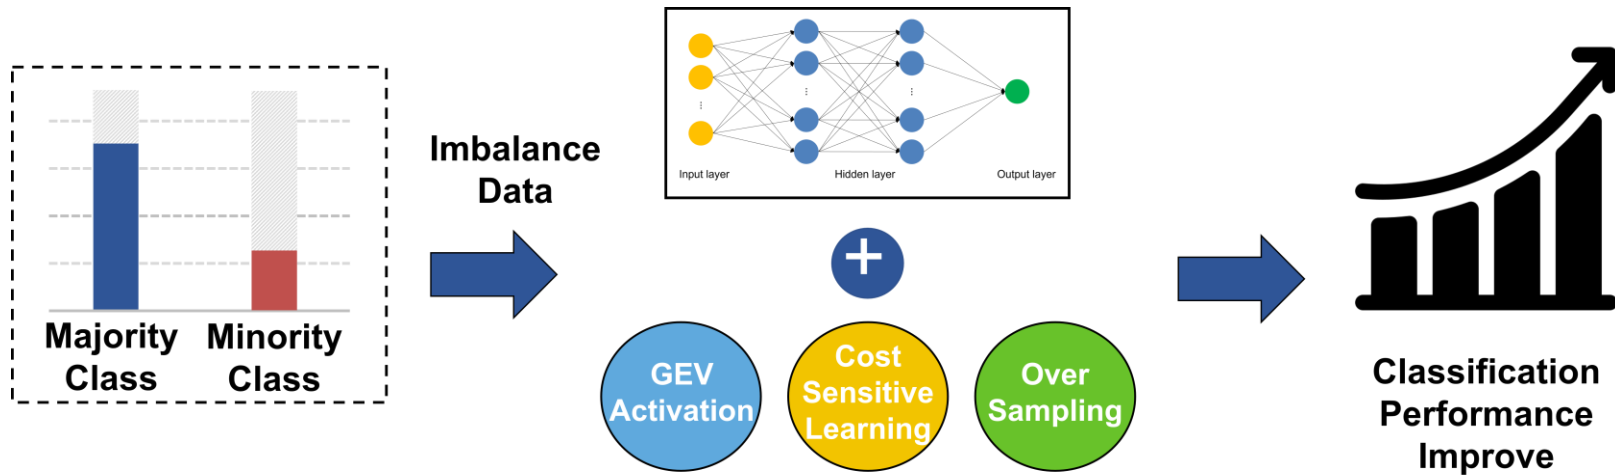 Majority
Class
Minority
Class
Imbalance
Data
Input layer
Hidden layer
Output layer
+
GEV
Activation
Cost
Sensitive
Learning
Over
Sampling
Classification
Performance
Improve